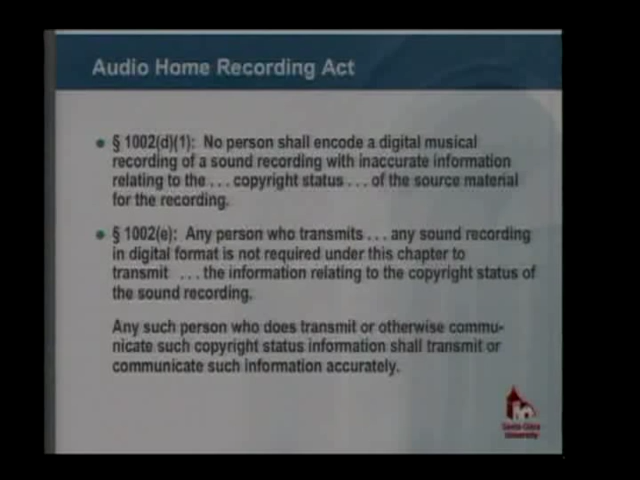 Audio Home Recording Act
§ 1002(d)(1): No person shall encode a digital musical
recording of a sound recording with inaccurate information
relating to the . . . copyright status . . . of the source material
for the recording.
§ 1002(e): Any person who transmits . . . any sound recording
in digital format is not required under this chapter to
transmit . . . the information relating to the copyright status of
the sound recording.
Any such person who does transmit or otherwise commu-
nicate such copyright status information shall transmit or
communicate such information accurately.
Santa Clara
University